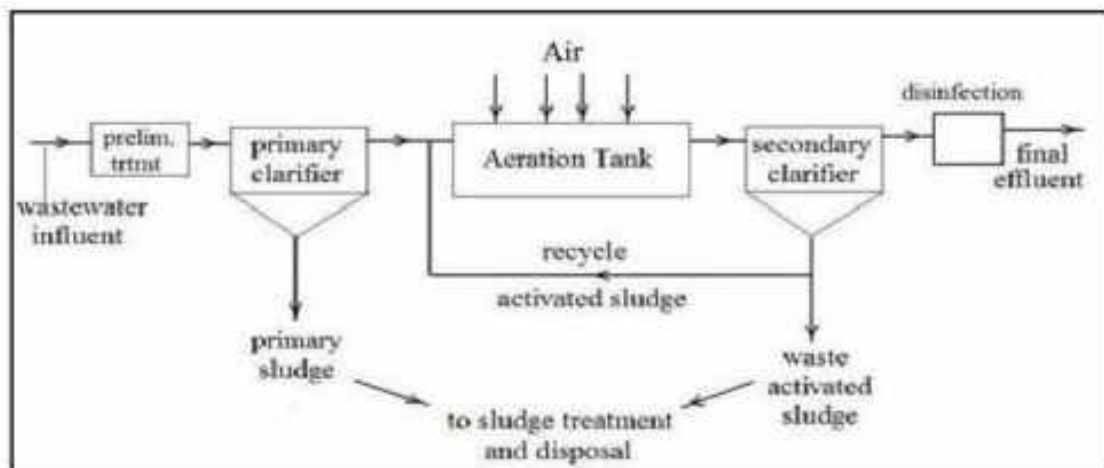 Air
disinfection
prelim.
trtmt
primary
clarifier
Aeration Tank
secondary
clarifier
final
effluent
wastewater
influent
recycle
activated sludge
primary
sludge
waste
activated
sludge
to sludge treatment
and disposal